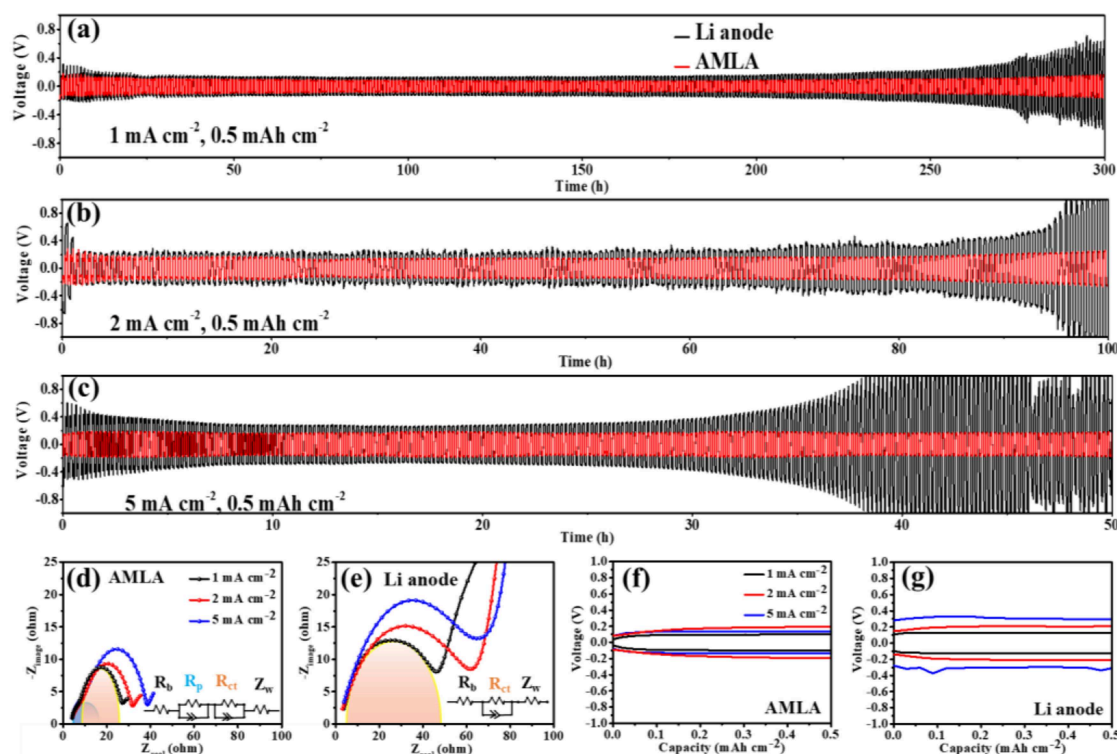 (a)
Li anode
AMLA
1 mA cm⁻², 0.5 mAh cm⁻²
Voltage (V)
0.8
0.4
0.0
-0.4
-0.8
0
50
100
150
200
250
300
Time (h)
(b)
2 mA cm⁻², 0.5 mAh cm⁻²
Voltage (V)
0.8
0.4
0.0
-0.4
-0.8
0
20
40
60
80
100
Time (h)
(c)
5 mA cm⁻², 0.5 mAh cm⁻²
Voltage (V)
0.8
0.4
0.0
-0.4
-0.8
0
10
20
30
40
50
Time (h)
(d)
AMLA
1 mA cm⁻²
2 mA cm⁻²
5 mA cm⁻²
Rb Rp Rct Zw
-Zimage(ohm)
25
20
15
10
5
0
0
20
40
60
80
100
(ohm)
(e)
Li anode
Rb Rct Zw
-Zimage(ohm)
25
20
15
10
5
0
0
20
40
60
80
100
(ohm)
(f)
1 mA cm⁻²
2 mA cm⁻²
5 mA cm⁻²
AMLA
Voltage (V)
1.0
0.8
0.6
0.4
0.2
0.0
-0.2
-0.4
-0.6
-0.8
-1.0
0.0
0.1
0.2
0.3
0.4
0.5
Capacity (mAh cm⁻²)
(g)
Li anode
Voltage (V)
1.0
0.8
0.6
0.4
0.2
0.0
-0.2
-0.4
-0.6
-0.8
-1.0
0.0
0.1
0.2
0.3
0.4
0.5
Capacity (mAh cm⁻²)